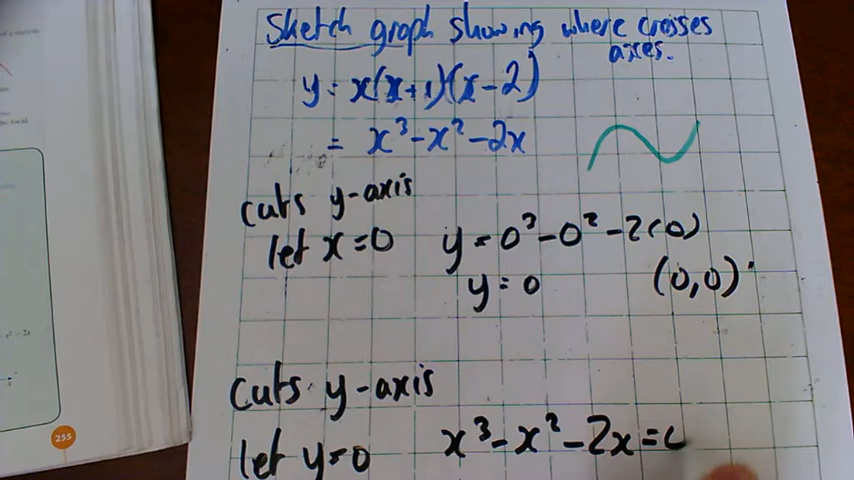 Sketch graph showing where crosses
axes.
y = x(x+1)(x-2)
= x³-x²-2x
cuts y-axis
let x=0 y = 0³-0²-2(0)
y = 0 (0,0)
cuts y-axis
let y=0 x³-x²-2x=
255